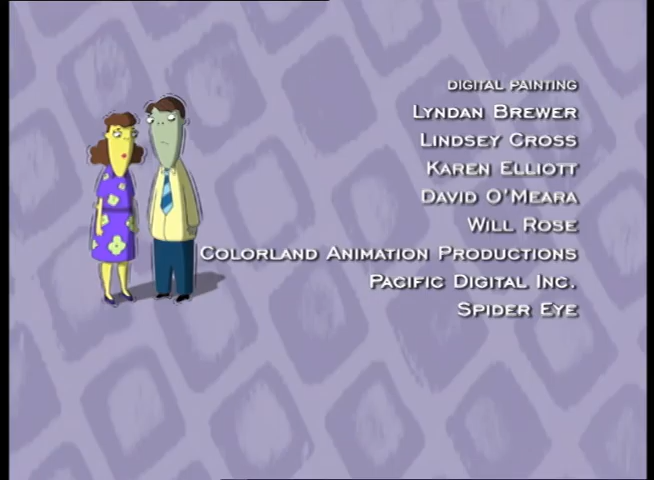 DIGITAL PAINTING
LYNDAN BREWER
LINDSEY CROSS
KAREN ELLIOTT
DAVID O'MEARA
WILL ROSE
COLORLAND ANIMATION PRODUCTIONS
PACIFIC DIGITAL INC.
SPIDER EYE